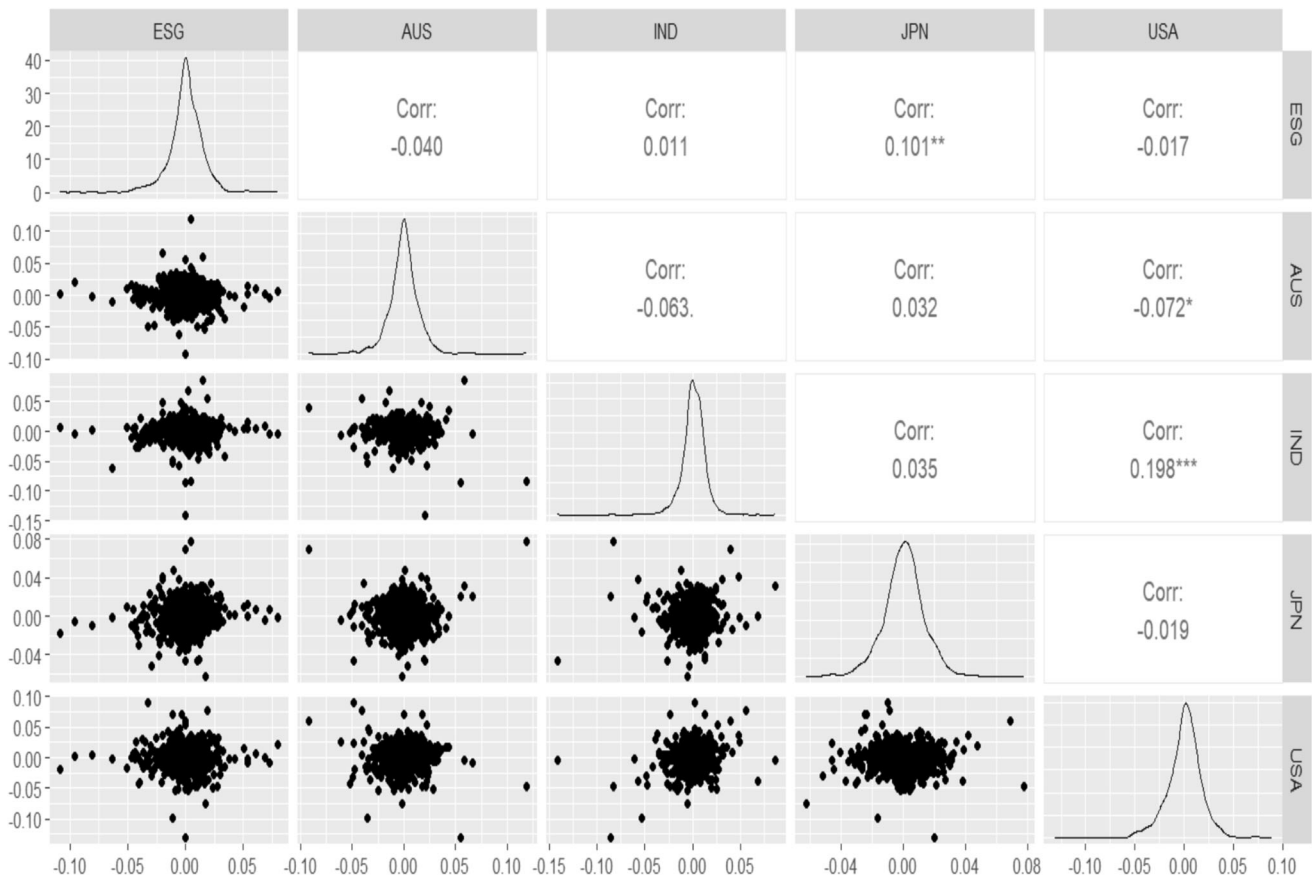 ESG AUS IND JPN USA
40
30
20
10
0
Corr:
-0.040
Corr:
0.011
Corr:
0.101**
Corr:
-0.017
ESG
0.10
0.05
0.00
-0.05
-0.10
Corr:
-0.063.
Corr:
0.032
Corr:
-0.072*
AUS
0.05
0.00
-0.05
-0.10
-0.15
Corr:
0.035
Corr:
0.198***
IND
0.08
0.04
0.00
-0.04
Corr:
-0.019
JPN
0.10
0.05
0.00
-0.05
-0.10
USA
-0.10 -0.05 0.00 0.05 -0.10 -0.05 0.00 0.05 0.10 -0.15 -0.10 -0.05 0.00 0.05 -0.04 0.00 0.04 0.08 -0.10 -0.05 0.00 0.05 0.10